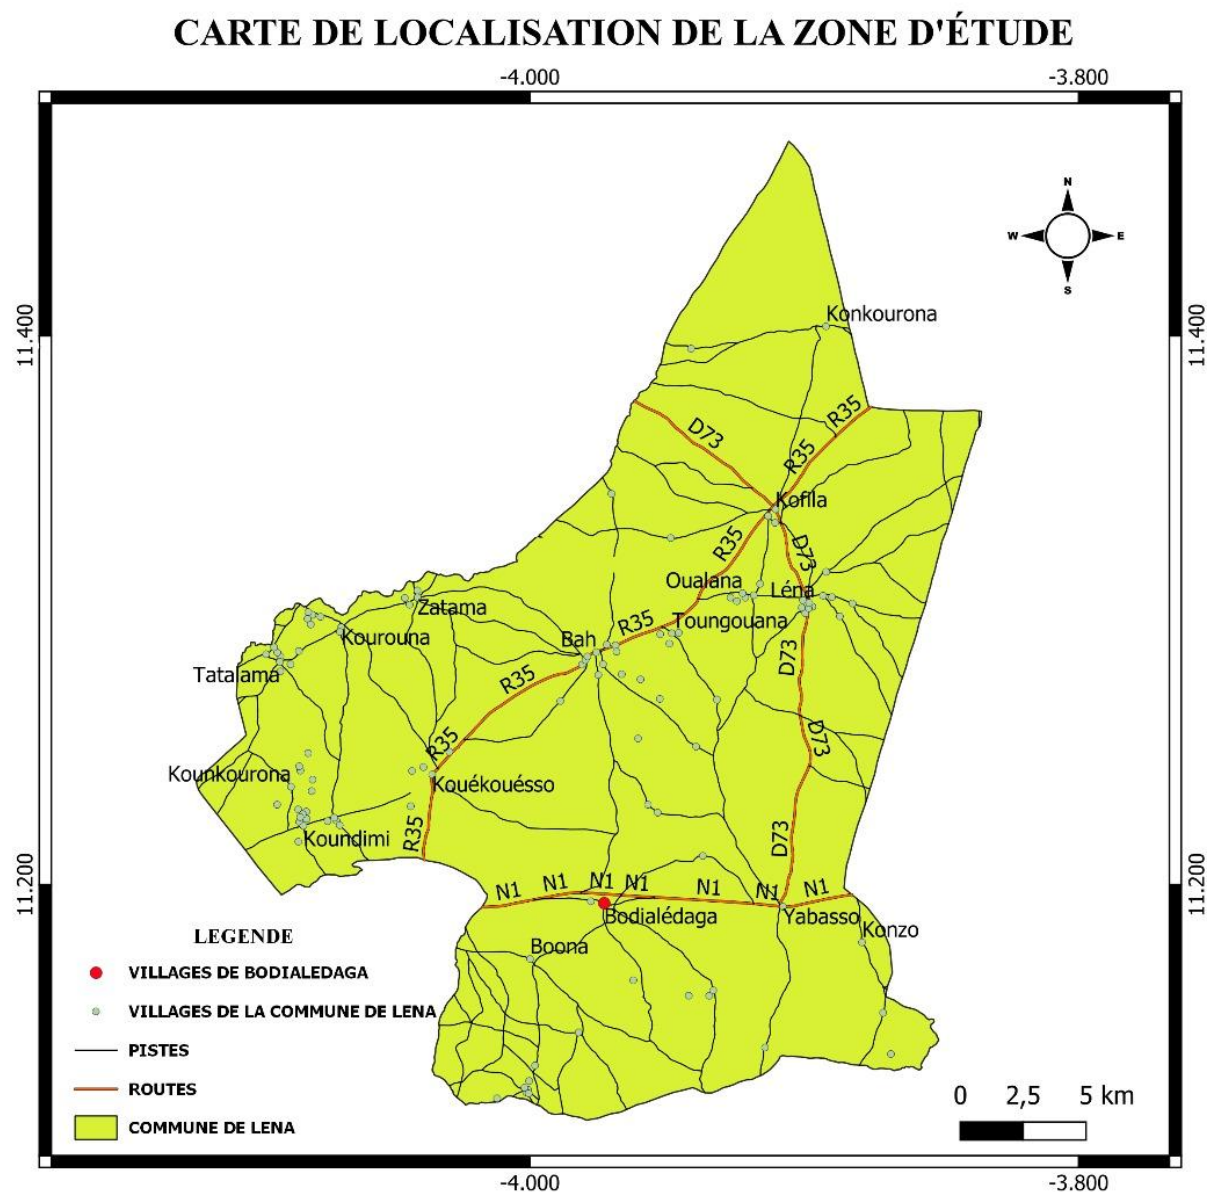 CARTE DE LOCALISATION DE LA ZONE D'ÉTUDE
-4.000
-3.800
N
W
E
S
11.400
11.400
Konkourona
R35
D73
R35
Kofila
R35
D73
Oualana
Léna
Zatama
R35
Toungouana
Kourouna
Bah
D73
Tatalama
R35
D73
R35
Kounkourona
Kouékouésso
R35
Koundimi
D73
11.200
11.200
N1
N1
N1
N1
N1
N1
N1
Bodialédaga
Yabasso
Konzo
Boona
LEGENDE
VILLAGES DE BODIALEDAGA
VILLAGES DE LA COMMUNE DE LENA
PISTES
ROUTES
COMMUNE DE LENA
0 2,5 5 km
-4.000
-3.800